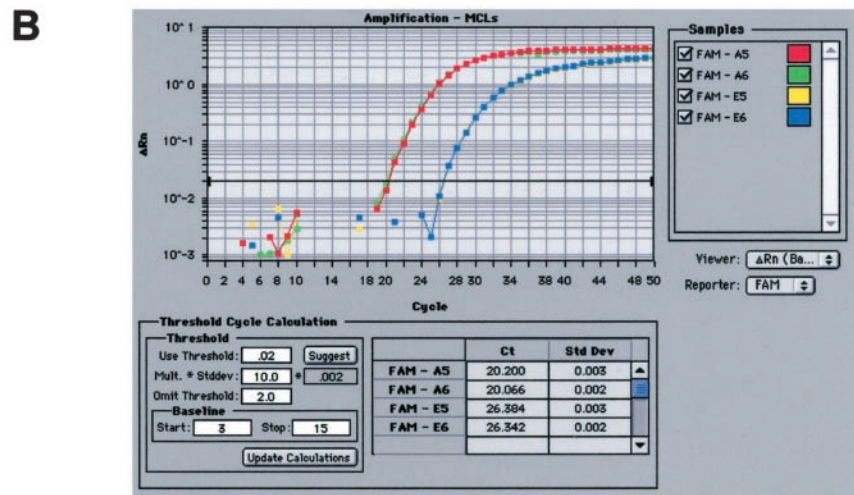 B
Amplification - MCLs
ΔRn
10^1
10^0
10^-1
10^-2
10^-3
0 2 4 6 8 10 12 14 16 18 20 22 24 26 28 30 32 34 36 38 40 42 44 46 48 50
Cycle
Samples
FAM - A5
FAM - A6
FAM - E5
FAM - E6
Viewer: ΔRn (Ba...
Reporter: FAM
Threshold Cycle Calculation
Threshold
Use Threshold: .02 Suggest
Mult. * Stddev: 10.0 * .002
Omit Threshold: 2.0
Baseline
Start: 3 Stop: 15
Update Calculations
Ct Std Dev
FAM - A5 20.200 0.003
FAM - A6 20.066 0.002
FAM - E5 26.384 0.003
FAM - E6 26.342 0.002